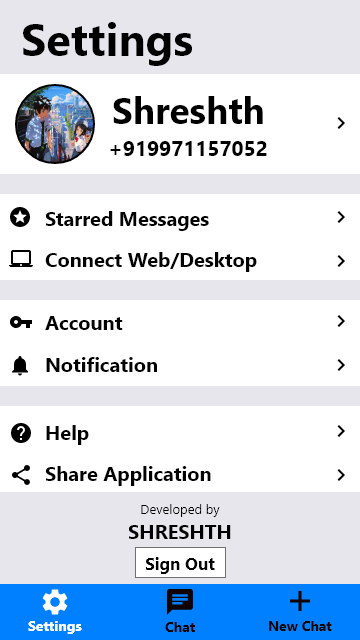 Settings
Shreshth
+919971157052
Starred Messages
Connect Web/Desktop
Account
Notification
Help
Share Application
Developed by
SHRESHTH
Sign Out
Settings
Chat
New Chat